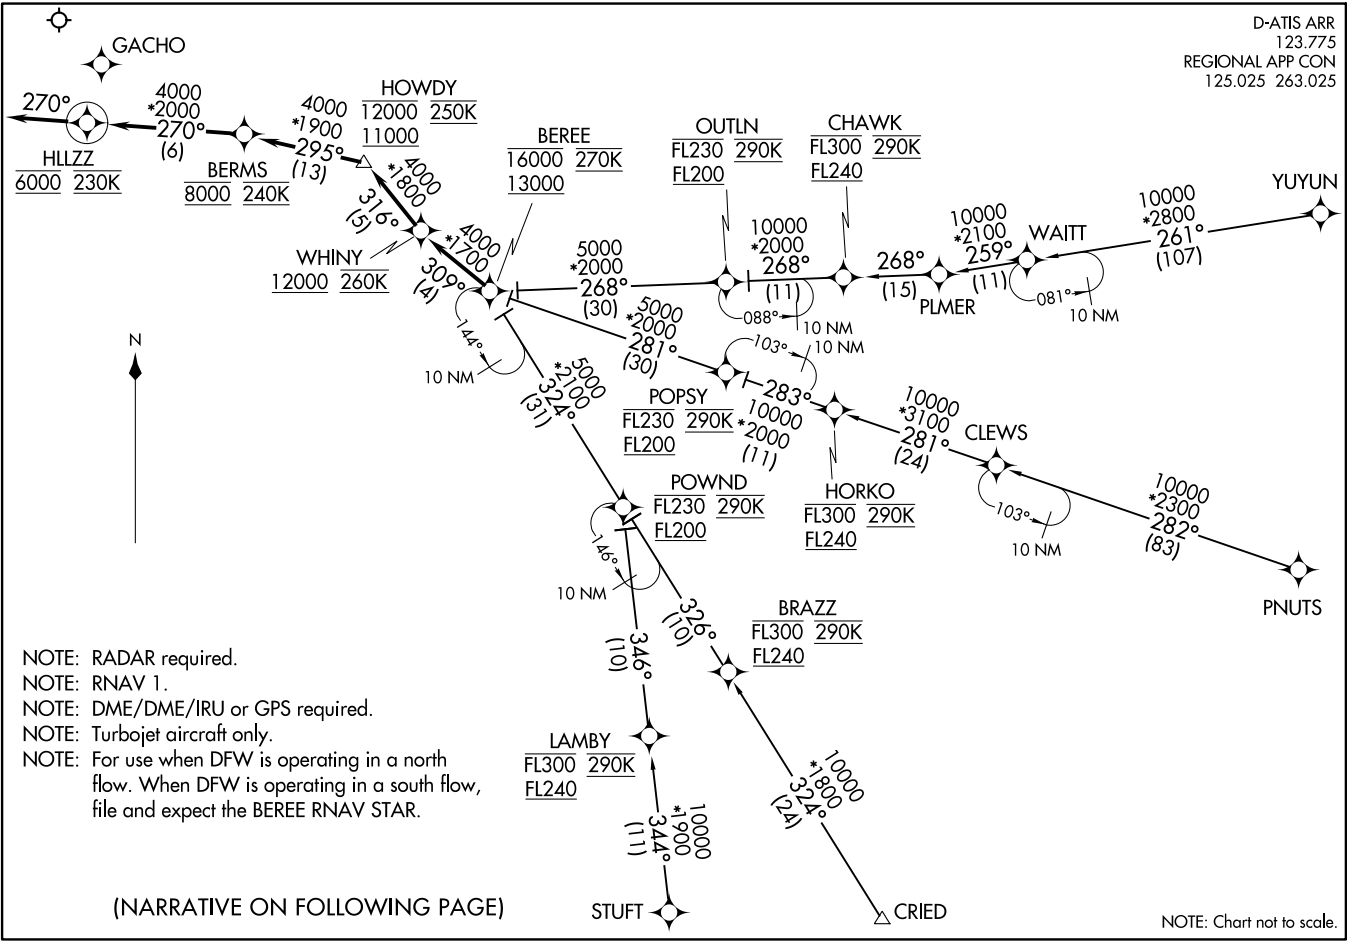 D-ATIS ARR
123.775
REGIONAL APP CON
125.025 263.025
GACHO
270°
HLLZZ
6000 230K
4000
*2000
270°
(6)
BERMS
8000 240K
4000
*1900
295°
(13)
HOWDY
12000 250K
11000
4000
*1800
316°
(5)
WHINY
12000 260K
4000
*1700
309°
(4)
BEREE
16000 270K
13000
144°
10 NM
5000
*2000
268°
(30)
OUTLN
FL230 290K
FL200
088°
10 NM
10000
*2000
268°
(11)
CHAWK
FL300 290K
FL240
268°
(15)
PLMER
10000
*2100
259°
(11)
WAITT
081°
10 NM
10000
*2800
261°
(107)
YUYUN
5000
*2000
281°
(30)
POPSY
FL230 290K
FL200
103°
10 NM
283°
10000
*2000
(11)
HORKO
FL300 290K
FL240
10000
*3100
281°
(24)
CLEWS
103°
10 NM
10000
*2300
282°
(83)
PNUTS
5000
*2100
324°
(31)
POWND
FL230 290K
FL200
146°
10 NM
326°
(10)
BRAZZ
FL300 290K
FL240
10000
*1800
324°
(24)
CRIED
346°
(10)
LAMBY
FL300 290K
FL240
10000
*1900
344°
(11)
STUFT
N
NOTE: RADAR required.
NOTE: RNAV 1.
NOTE: DME/DME/IRU or GPS required.
NOTE: Turbojet aircraft only.
NOTE: For use when DFW is operating in a north
flow. When DFW is operating in a south flow,
file and expect the BEREE RNAV STAR.
(NARRATIVE ON FOLLOWING PAGE)
NOTE: Chart not to scale.